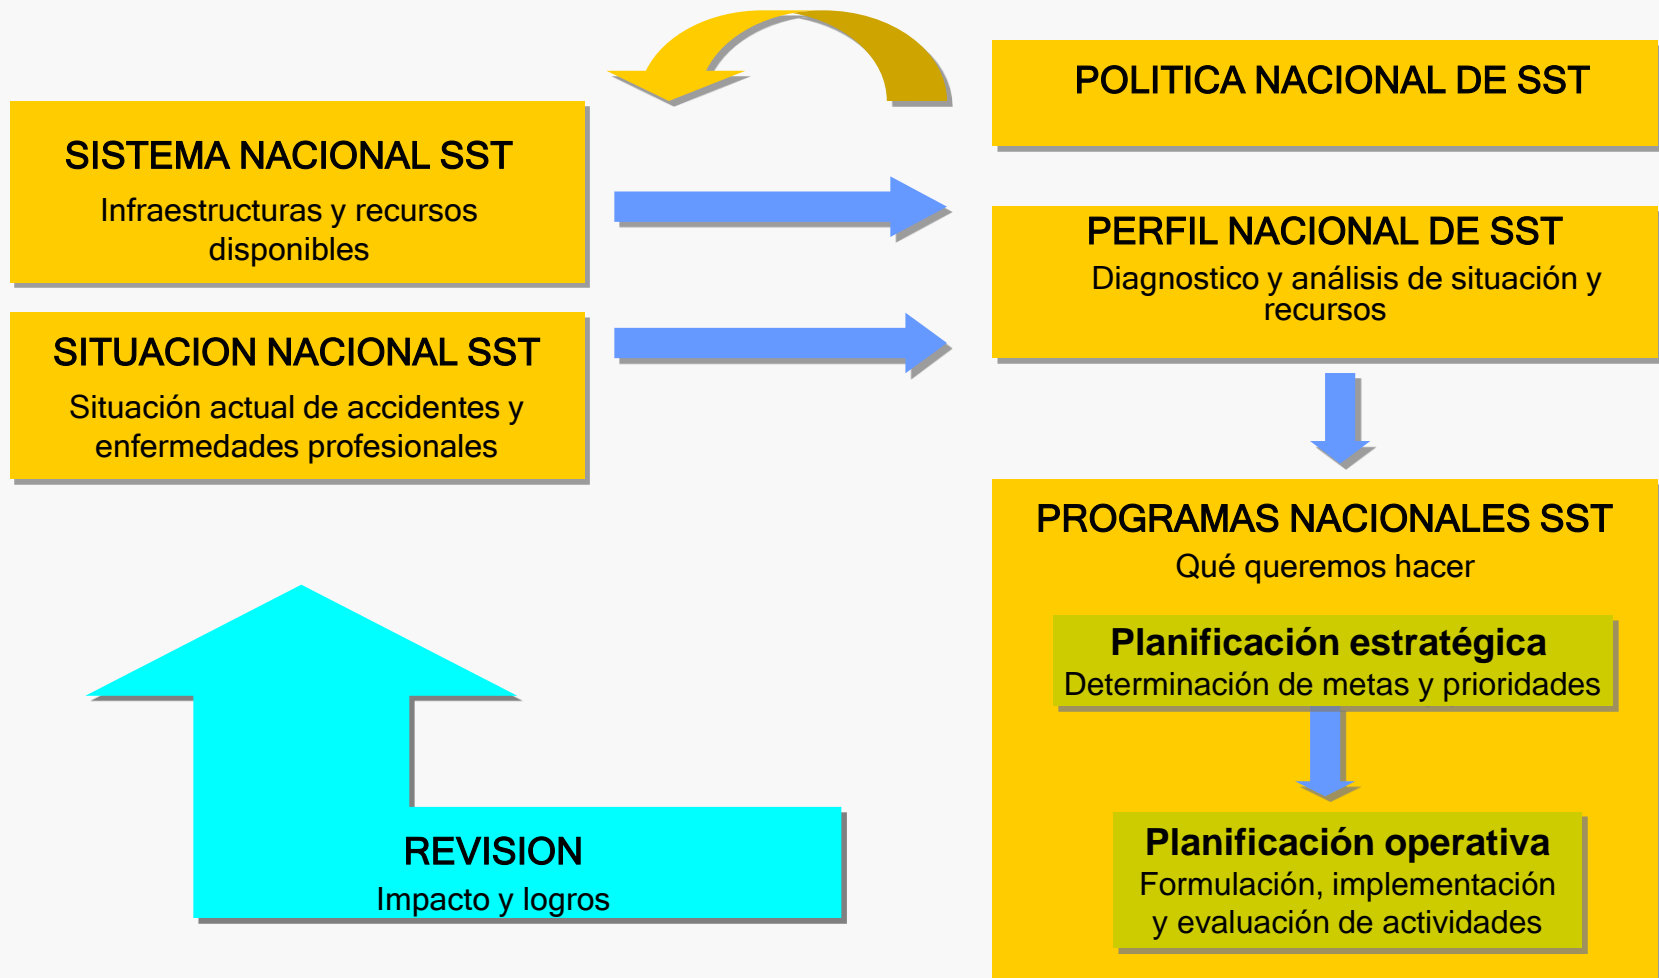 POLITICA NACIONAL DE SST
SISTEMA NACIONAL SST
Infraestructuras y recursos
disponibles
PERFIL NACIONAL DE SST
Diagnostico y análisis de situación y
recursos
SITUACION NACIONAL SST
Situación actual de accidentes y
enfermedades profesionales
PROGRAMAS NACIONALES SST
Qué queremos hacer
Planificación estratégica
Determinación de metas y prioridades
Planificación operativa
Formulación, implementación
y evaluación de actividades
REVISION
Impacto y logros